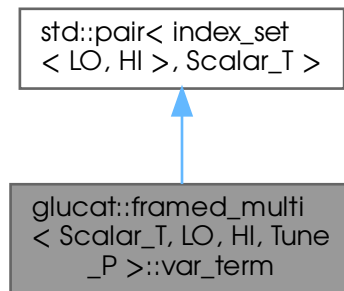 std::pair< index_set
< LO, HI >, Scalar_T >
glucat::framed_multi
< Scalar_T, LO, HI, Tune
_P >::var_term